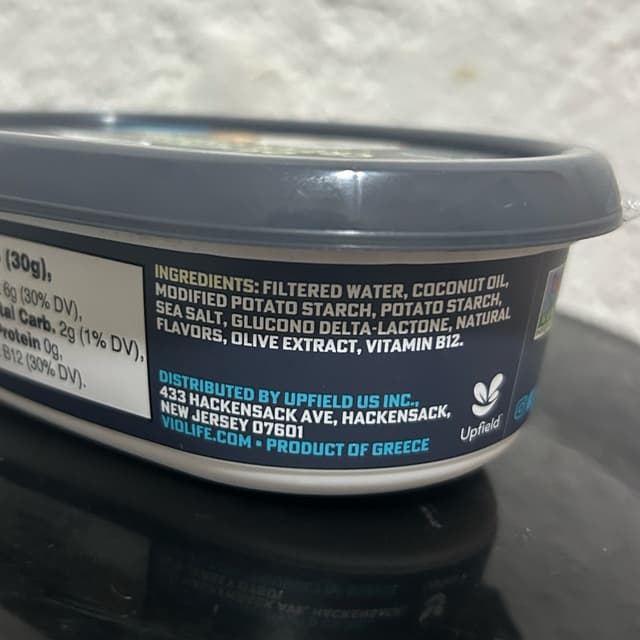 (30g),
6g (30% DV),
Carb. 2g (1% DV),
Protein 0g,
B12 (30% DV).
INGREDIENTS: FILTERED WATER, COCONUT OIL,
MODIFIED POTATO STARCH, POTATO STARCH,
SEA SALT, GLUCONO DELTA-LACTONE, NATURAL
FLAVORS, OLIVE EXTRACT, VITAMIN B12.
DISTRIBUTED BY UPFIELD US INC.,
433 HACKENSACK AVE, HACKENSACK,
NEW JERSEY 07601
VIOLIFE.COM • PRODUCT OF GREECE
Upfield